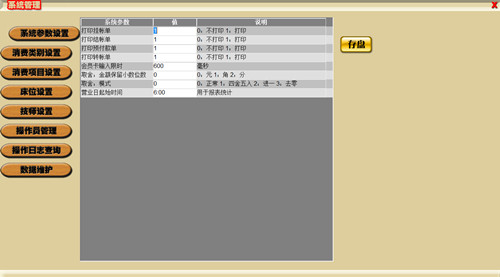 系统管理
系统参数设置
消费类别设置
消费项目设置
床位设置
技师设置
操作员管理
操作日志查询
数据维护
系统参数 值 说明
打印挂帐单 1 0：不打印 1：打印
打印结帐单 1 0：不打印 1：打印
打印预付款单 1 0：不打印 1：打印
打印转帐单 1 0：不打印 1：打印
会员卡输入限时 600 毫秒
取舍：金额保留小数位数 0 0：元 1：角 2：分
取舍：模式 0 0：正常 1：四舍五入 2：进一 3：去零
营业日起始时间 6:00 用于报表统计
存盘